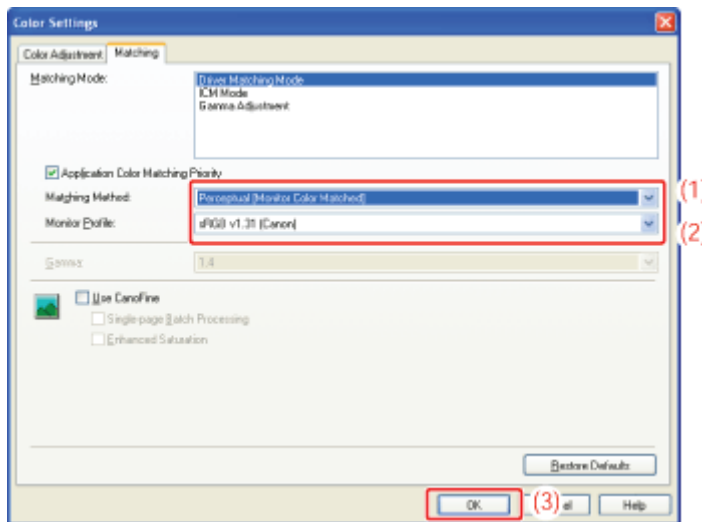 Color Settings
Color Adjustment Matching
Matching Mode: Driver Matching Mode
ICM Mode
Gamma Adjustment
Application Color Matching Priority
Matching Method: Perceptual [Monitor Color Matched] (1)
Monitor Profile: sRGB v1.31 (Canon) (2)
Gamma: 1.4
Use CanoFine
Single-page Batch Processing
Enhanced Saturation
Restore Defaults
OK (3) el Help